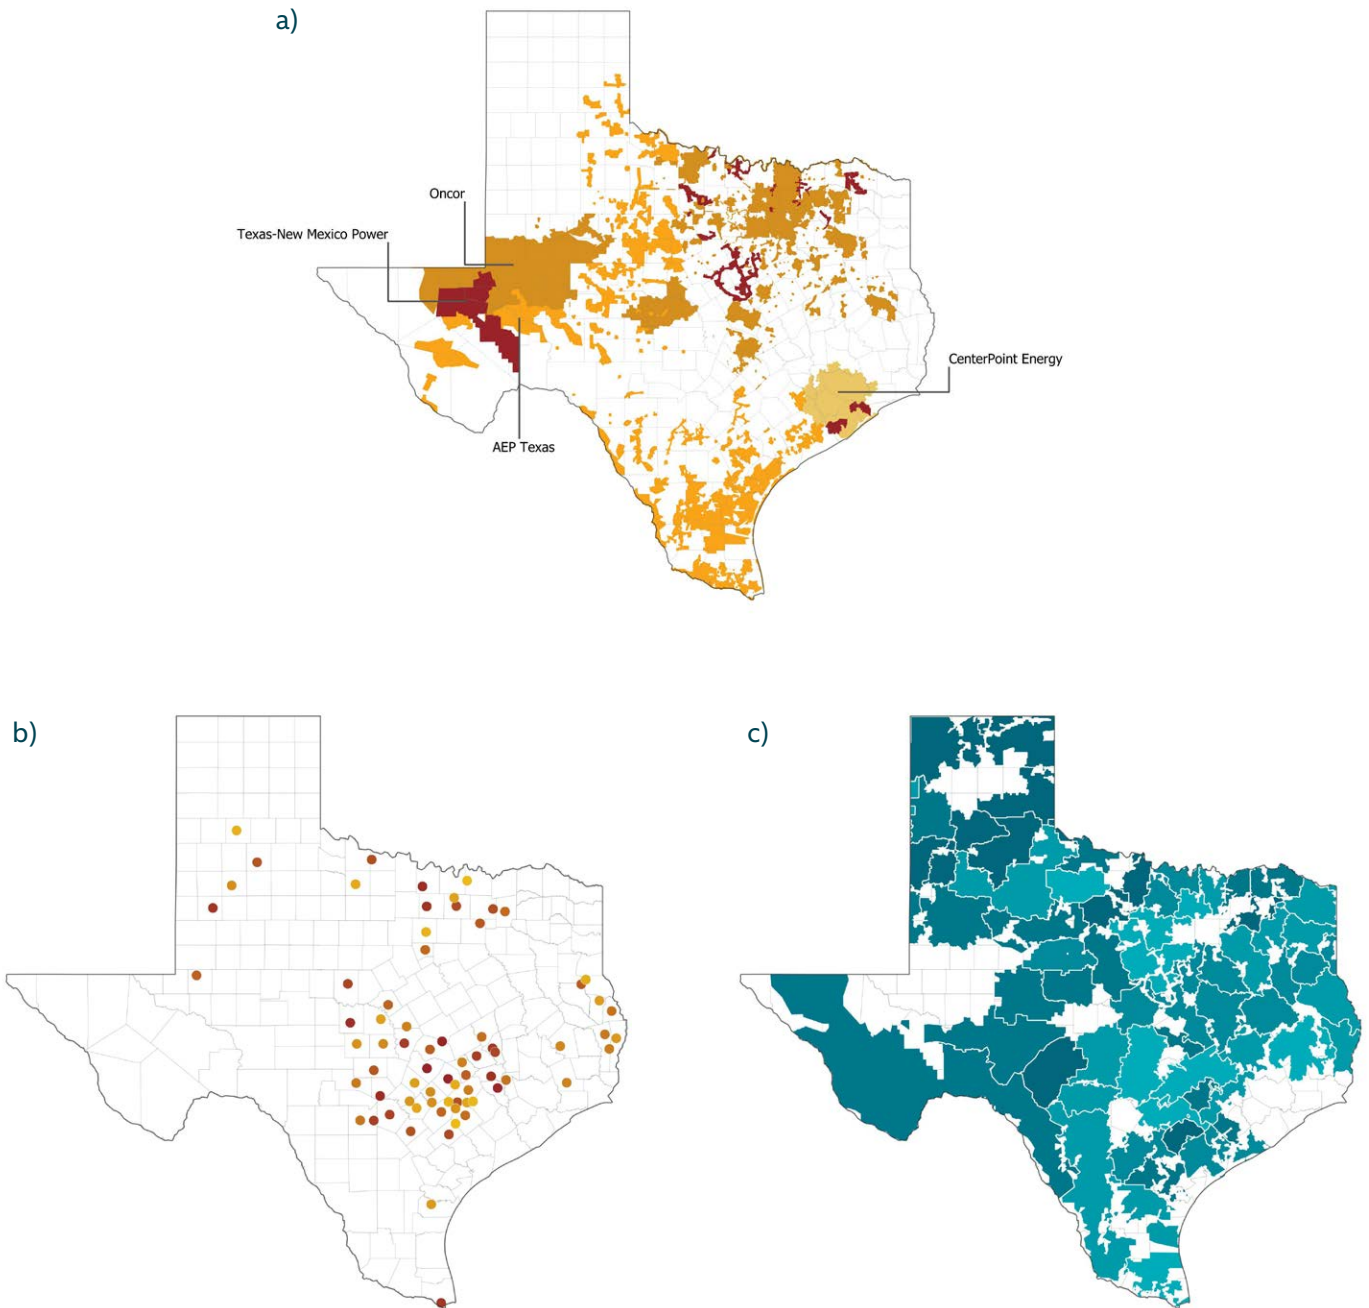 a)
Oncor
Texas-New Mexico Power
CenterPoint Energy
AEP Texas
b)
c)